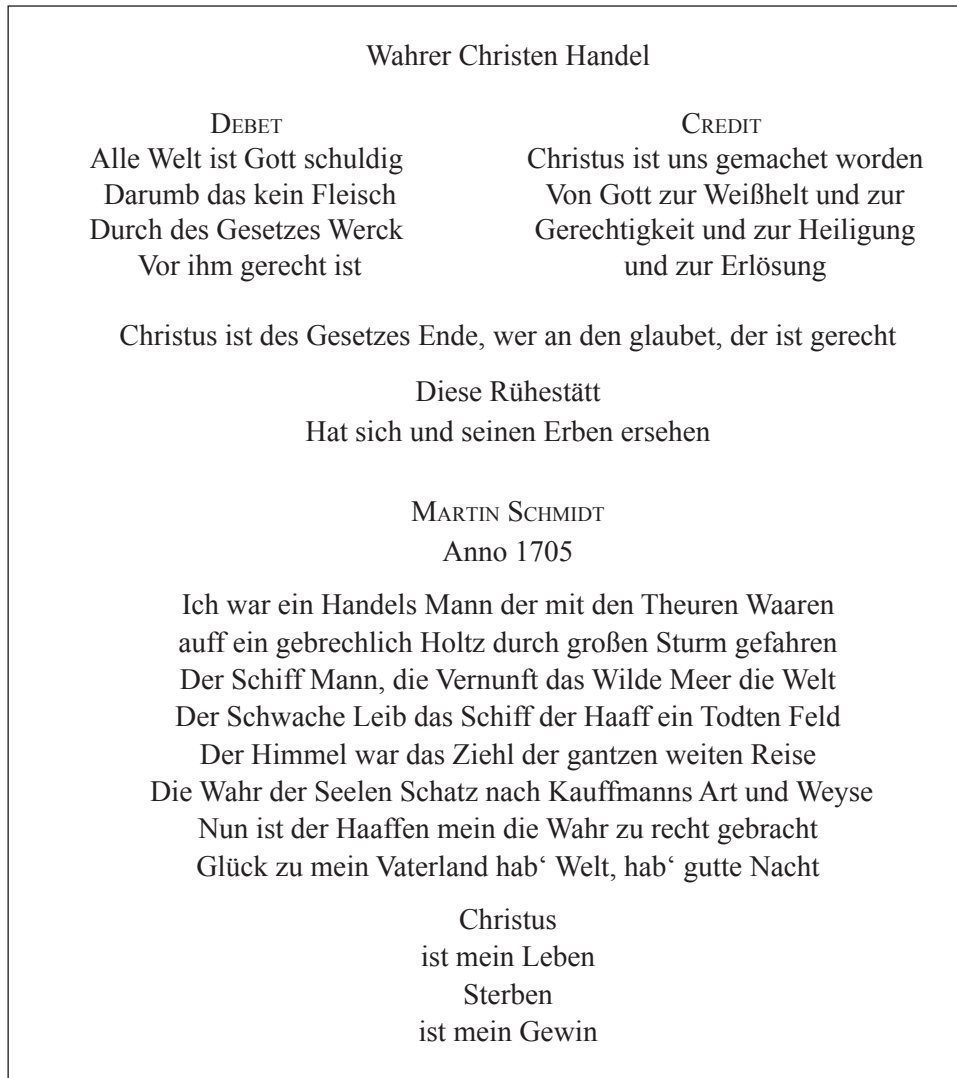 Wahrer Christen Handel
Debet
Alle Welt ist Gott schuldig
Darumb das kein Fleisch
Durch des Gesetzes Werck
Vor ihm gerecht ist
Credit
Christus ist uns gemachet worden
Von Gott zur Weißhelt und zur
Gerechtigkeit und zur Heiligung
und zur Erlösung
Christus ist des Gesetzes Ende, wer an den glaubet, der ist gerecht
Diese Rühestätt
Hat sich und seinen Erben ersehen
Martin Schmidt
Anno 1705
Ich war ein Handels Mann der mit den Theuren Waaren
auff ein gebrechlich Holtz durch großen Sturm gefahren
Der Schiff Mann, die Vernunft das Wilde Meer die Welt
Der Schwache Leib das Schiff der Haaff ein Todten Feld
Der Himmel war das Ziehl der gantzen weiten Reise
Die Wahr der Seelen Schatz nach Kauffmanns Art und Weyse
Nun ist der Haaffen mein die Wahr zu recht gebracht
Glück zu mein Vaterland hab‘ Welt, hab‘ gutte Nacht
Christus
ist mein Leben
Sterben
ist mein Gewin